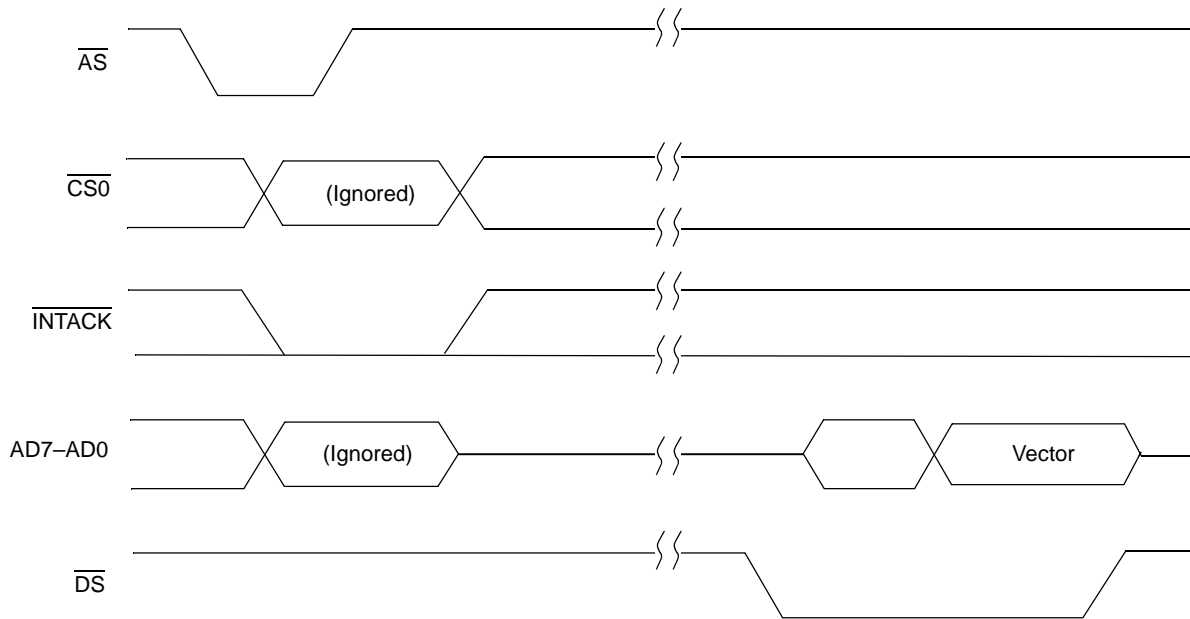 AS
CS0
(Ignored)
INTACK
AD7–AD0
(Ignored)
Vector
DS